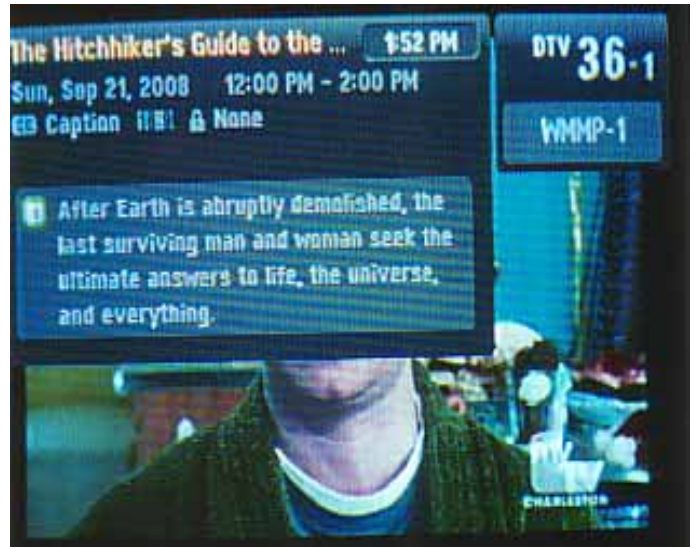 The Hitchhiker's Guide to the ... 1:52 PM
Sun, Sep 21, 2008 12:00 PM - 2:00 PM
Caption None
DTV 36-1
WMMP-1
After Earth is abruptly demolished, the
last surviving man and woman seek the
ultimate answers to life, the universe,
and everything.
CHARLESTON